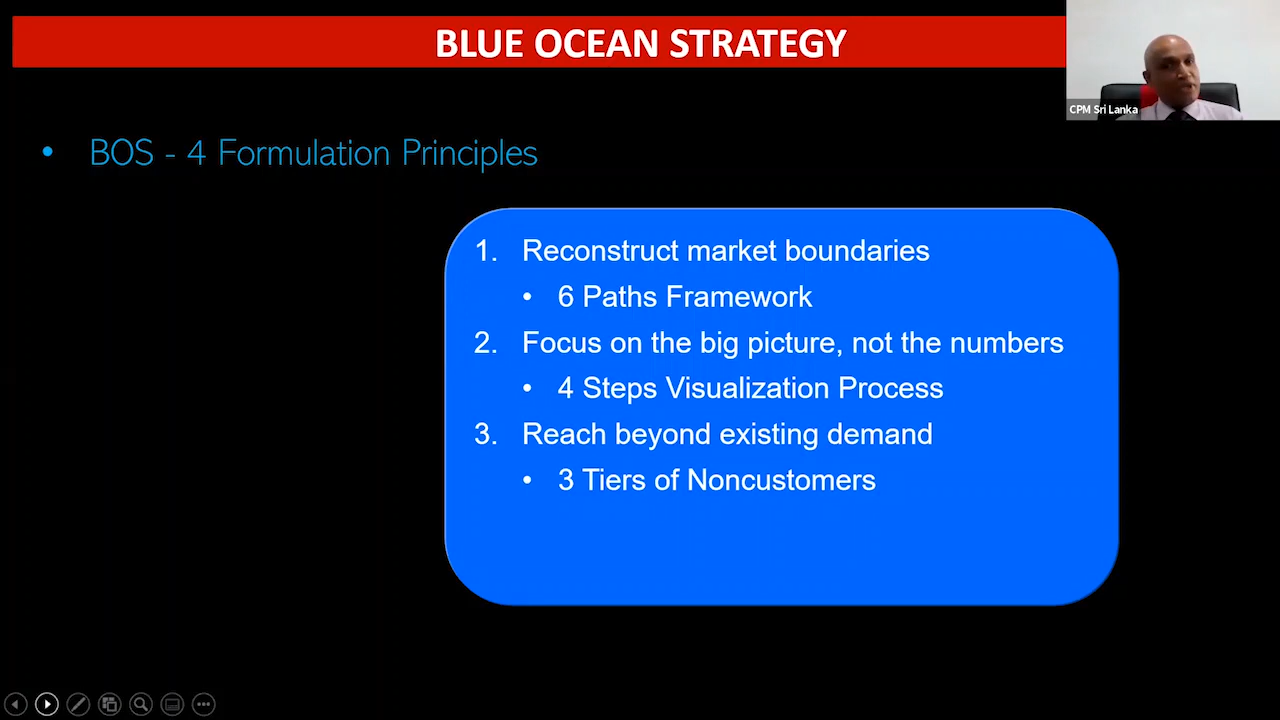 BLUE OCEAN STRATEGY
CPM Sri Lanka
• BOS - 4 Formulation Principles
1. Reconstruct market boundaries
• 6 Paths Framework
2. Focus on the big picture, not the numbers
• 4 Steps Visualization Process
3. Reach beyond existing demand
• 3 Tiers of Noncustomers